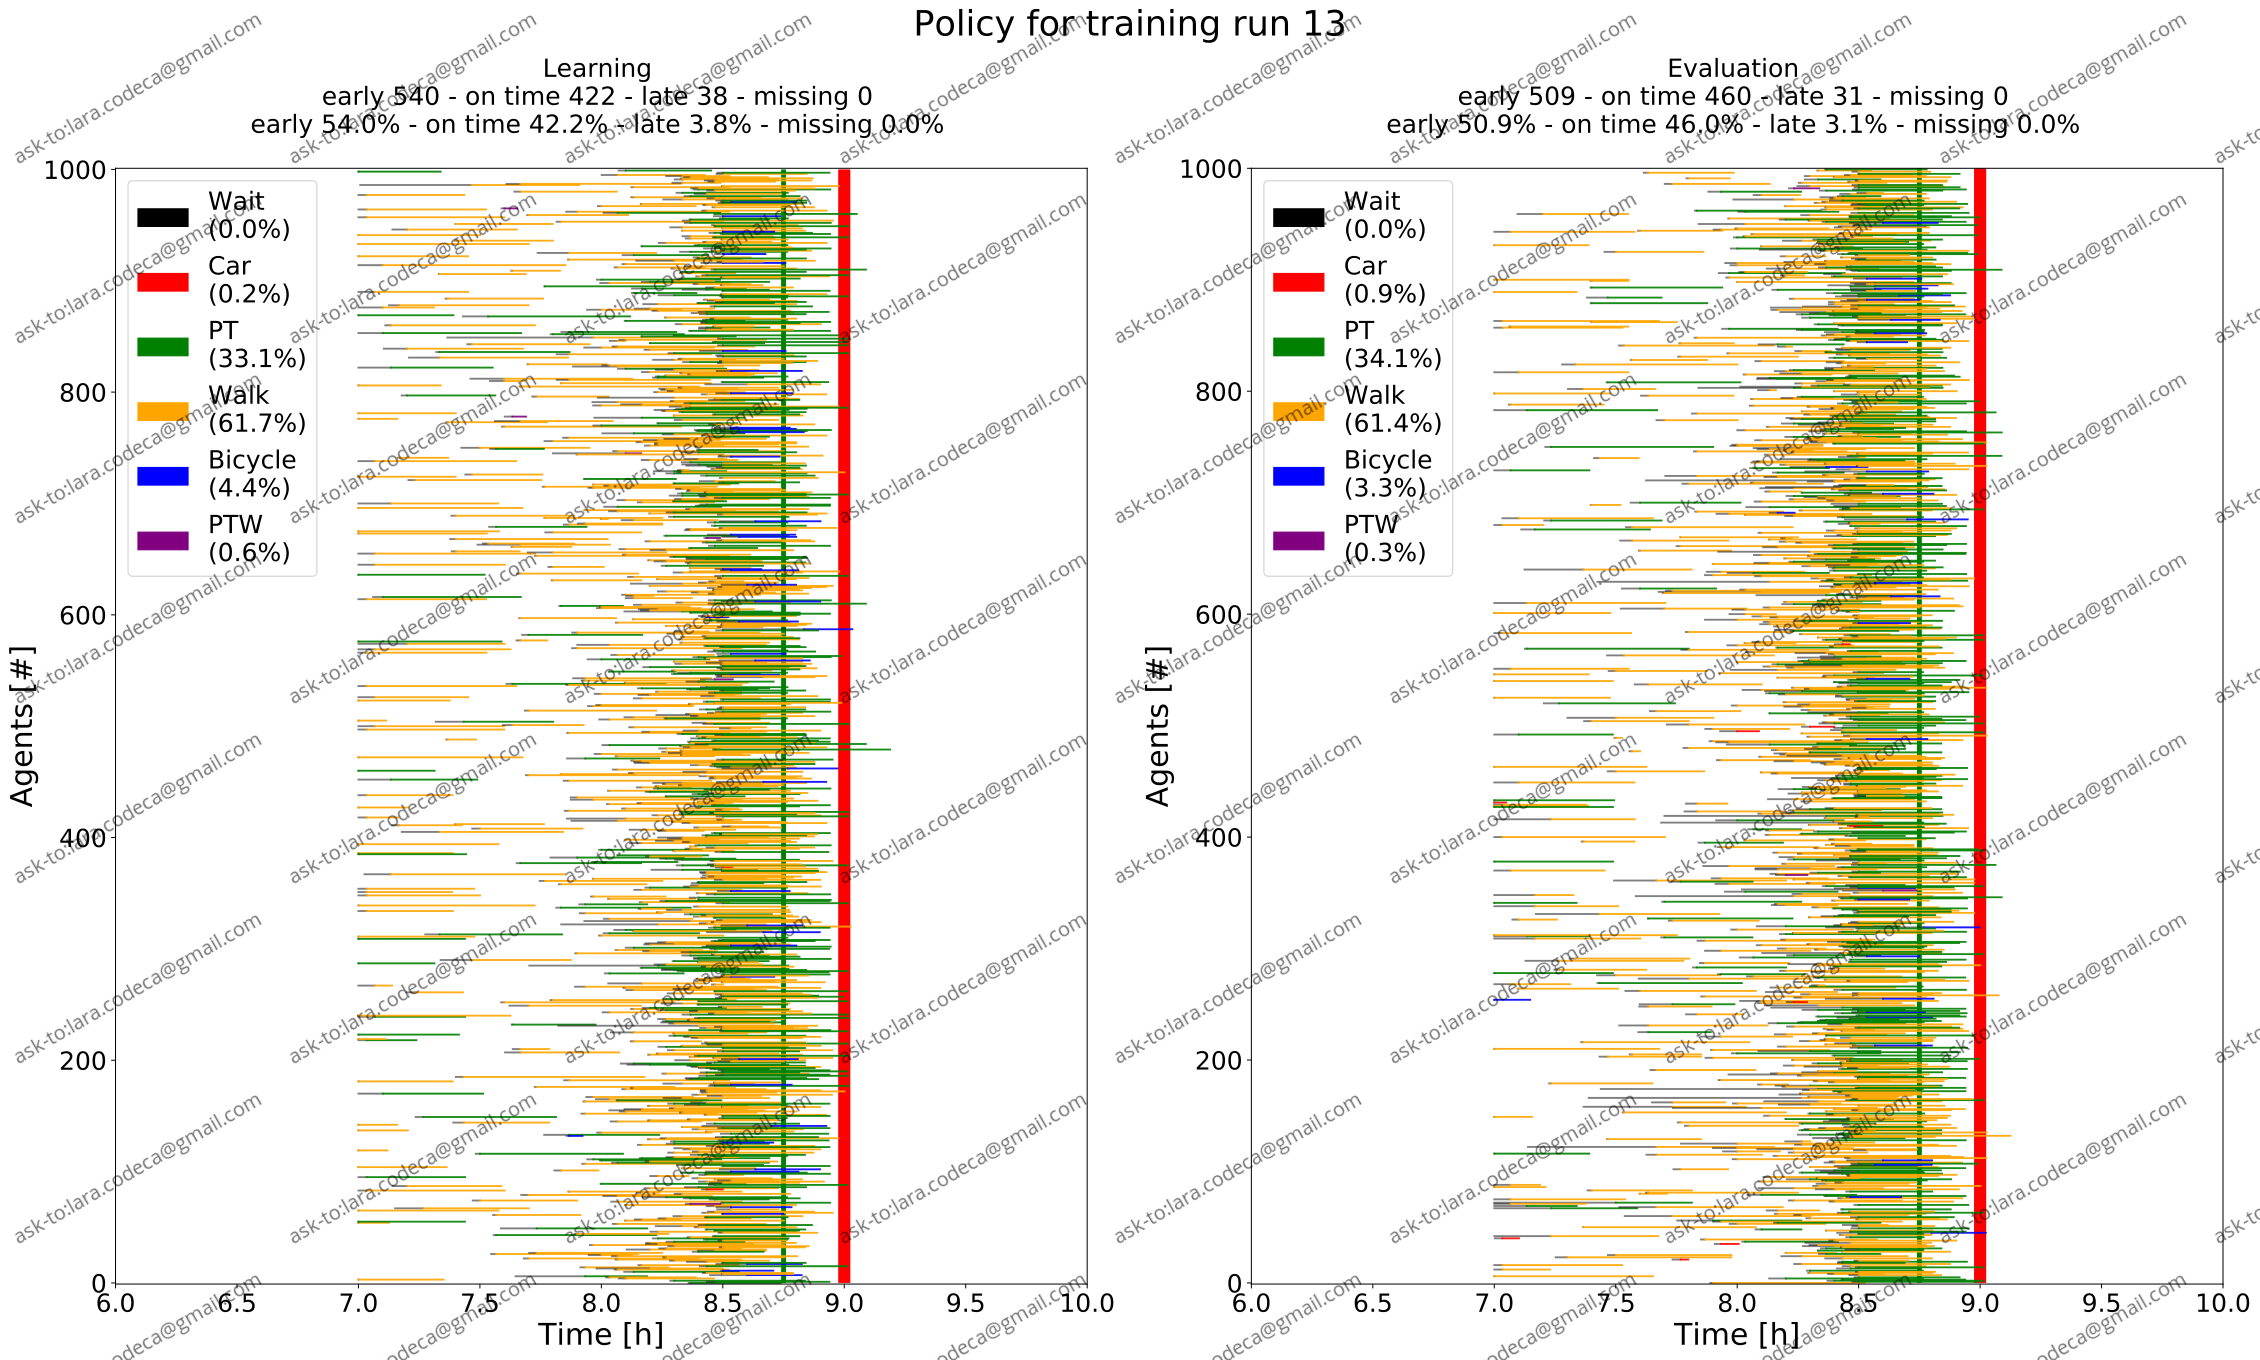 Policy for training run 13
Learning
early 540 - on time 422 - late 38 - missing 0
early 54.0% - on time 42.2% - late 3.8% - missing 0.0%
1000
800
600
400
200
0
Agents [#]
Wait
(0.0%)
Car
(0.2%)
PT
(33.1%)
Walk
(61.7%)
Bicycle
(4.4%)
PTW
(0.6%)
6.0 6.5 7.0 7.5 8.0 8.5 9.0 9.5 10.0
Time [h]
Evaluation
early 509 - on time 460 - late 31 - missing 0
early 50.9% - on time 46.0% - late 3.1% - missing 0.0%
1000
800
600
400
200
0
Agents [#]
Wait
(0.0%)
Car
(0.9%)
PT
(34.1%)
Walk
(61.4%)
Bicycle
(3.3%)
PTW
(0.3%)
6.0 6.5 7.0 7.5 8.0 8.5 9.0 9.5 10.0
Time [h]
ask-to:lara.codeca@gmail.com